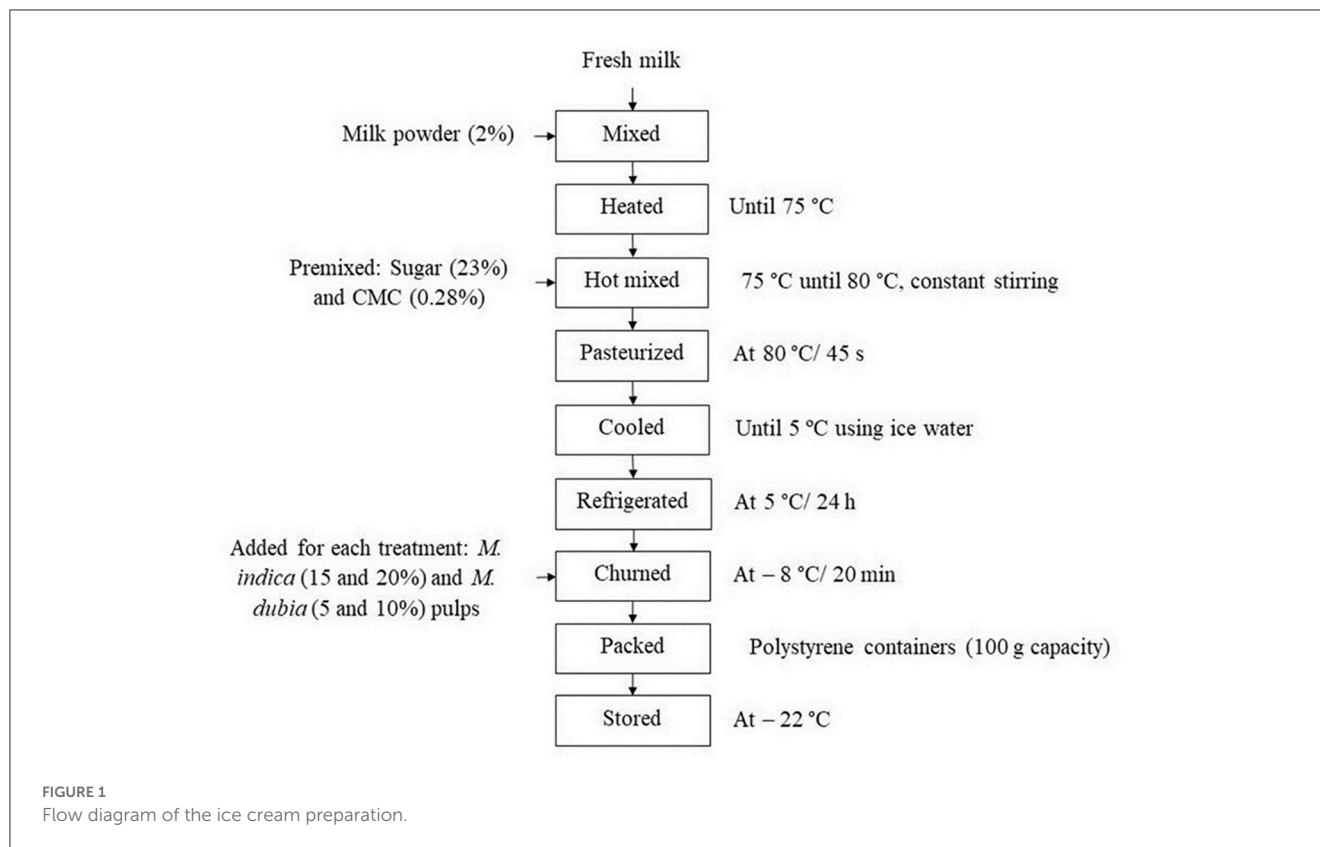 Fresh milk
Milk powder (2%)
Mixed
Heated
Until 75 °C
Premixed: Sugar (23%)
and CMC (0.28%)
Hot mixed
75 °C until 80 °C, constant stirring
Pasteurized
At 80 °C/ 45 s
Cooled
Until 5 °C using ice water
Refrigerated
At 5 °C/ 24 h
Added for each treatment: M.
indica (15 and 20%) and M.
dubia (5 and 10%) pulps
Churned
At – 8 °C/ 20 min
Packed
Polystyrene containers (100 g capacity)
Stored
At – 22 °C
FIGURE 1
Flow diagram of the ice cream preparation.